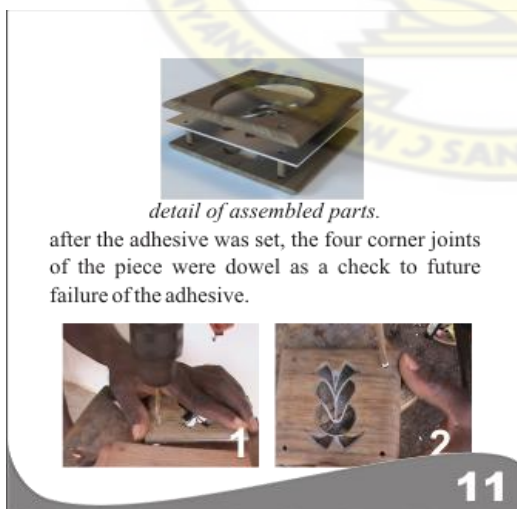 detail of assembled parts.
after the adhesive was set, the four corner joints
of the piece were dowel as a check to future
failure of the adhesive.
1
2
11